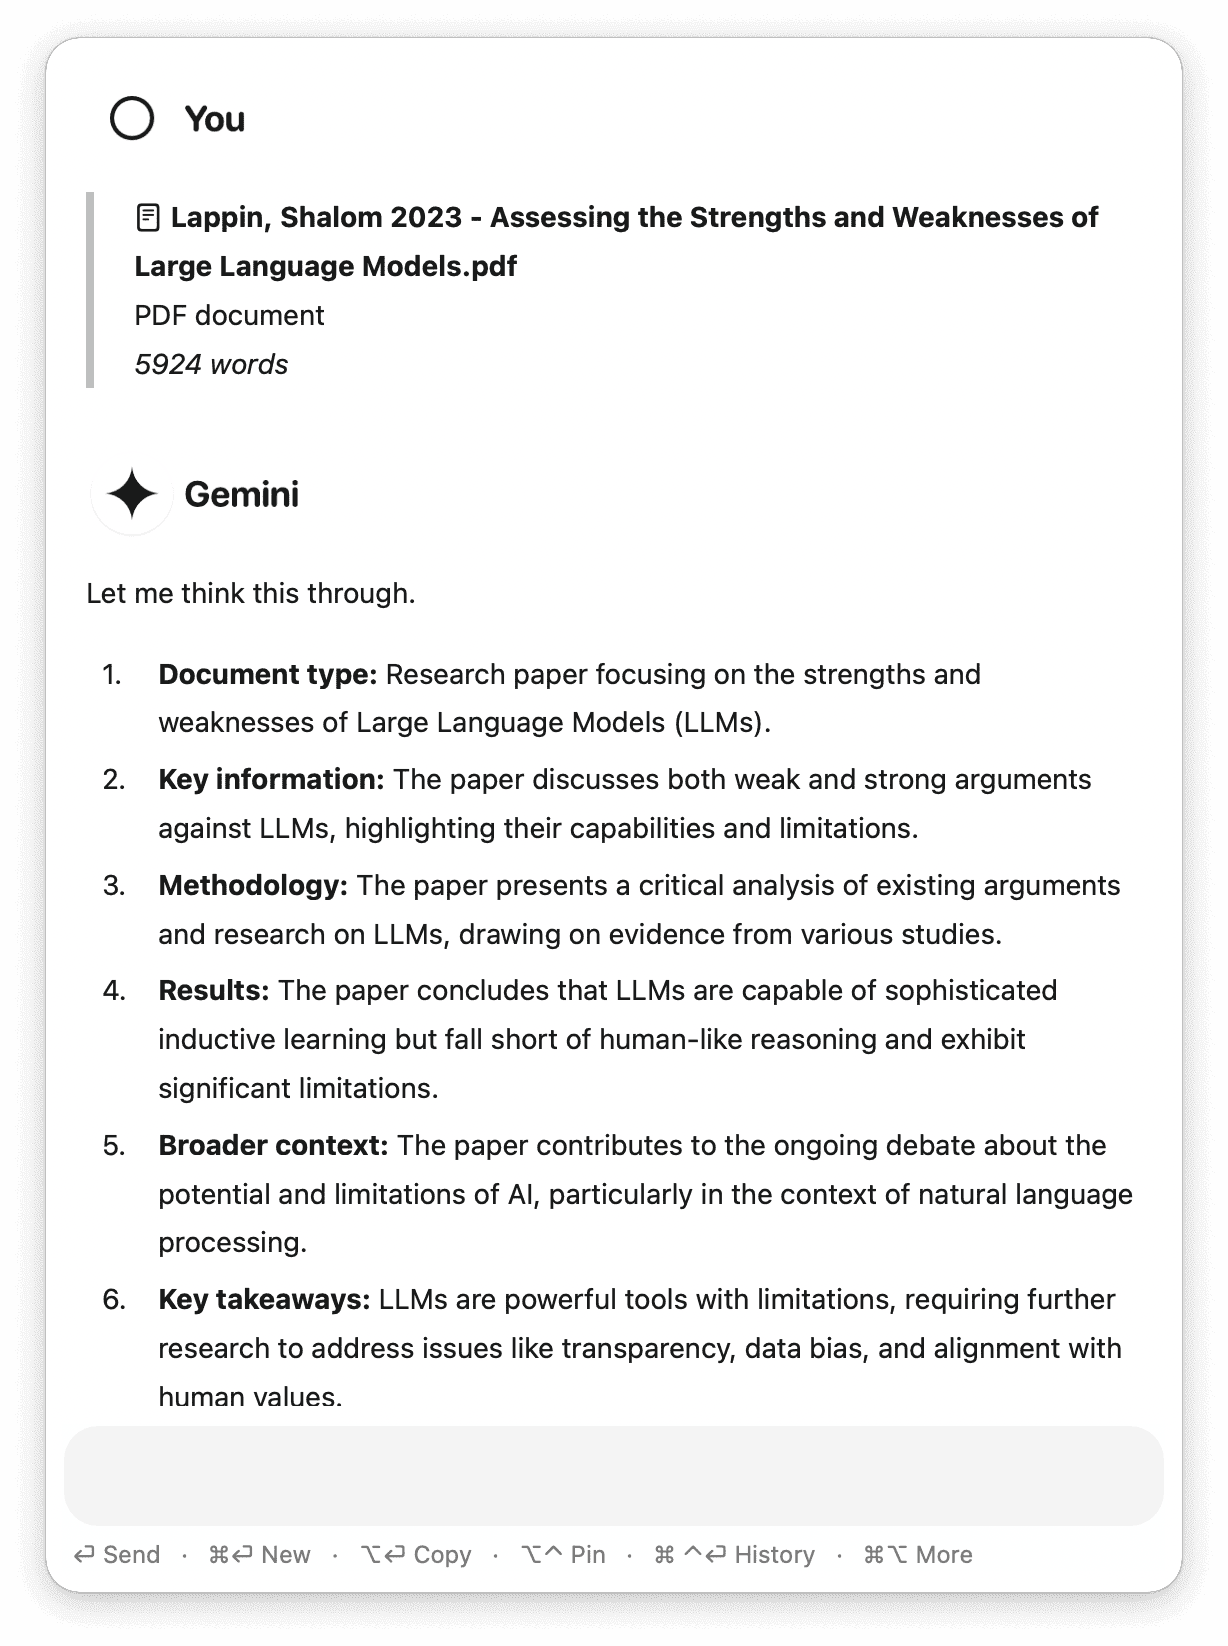 You
Lappin, Shalom 2023 - Assessing the Strengths and Weaknesses of
Large Language Models.pdf
PDF document
5924 words
Gemini
Let me think this through.
1. Document type: Research paper focusing on the strengths and
weaknesses of Large Language Models (LLMs).
2. Key information: The paper discusses both weak and strong arguments
against LLMs, highlighting their capabilities and limitations.
3. Methodology: The paper presents a critical analysis of existing arguments
and research on LLMs, drawing on evidence from various studies.
4. Results: The paper concludes that LLMs are capable of sophisticated
inductive learning but fall short of human-like reasoning and exhibit
significant limitations.
5. Broader context: The paper contributes to the ongoing debate about the
potential and limitations of AI, particularly in the context of natural language
processing.
6. Key takeaways: LLMs are powerful tools with limitations, requiring further
research to address issues like transparency, data bias, and alignment with
human values.
⏎ Send · ⌘⏎ New · ⌥⏎ Copy · ⌥^ Pin · ⌘ ^⏎ History · ⌘⌥ More